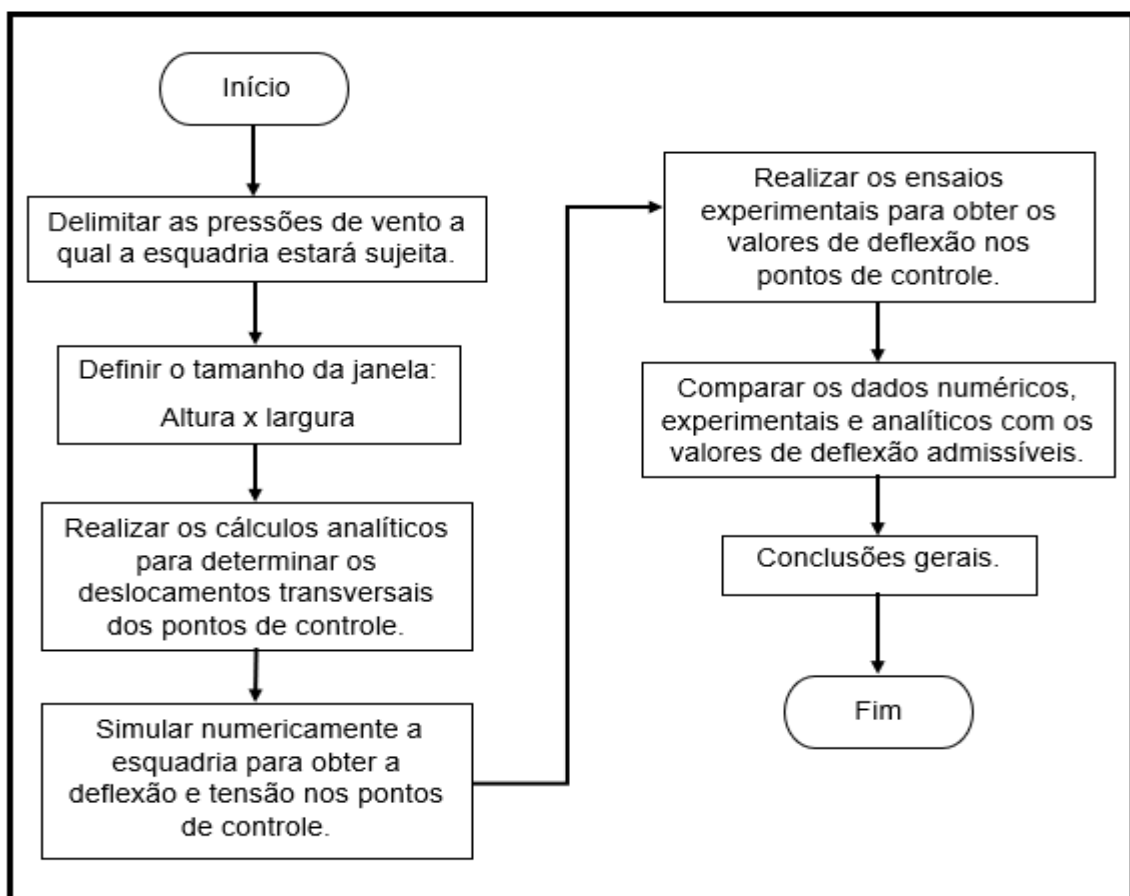 Início
Delimitar as pressões de vento a
qual a esquadria estará sujeita.
Definir o tamanho da janela:
Altura x largura
Realizar os cálculos analíticos
para determinar os
deslocamentos transversais
dos pontos de controle.
Simular numericamente a
esquadria para obter a
deflexão e tensão nos pontos
de controle.
Realizar os ensaios
experimentais para obter os
valores de deflexão nos
pontos de controle.
Comparar os dados numéricos,
experimentais e analíticos com os
valores de deflexão admissíveis.
Conclusões gerais.
Fim